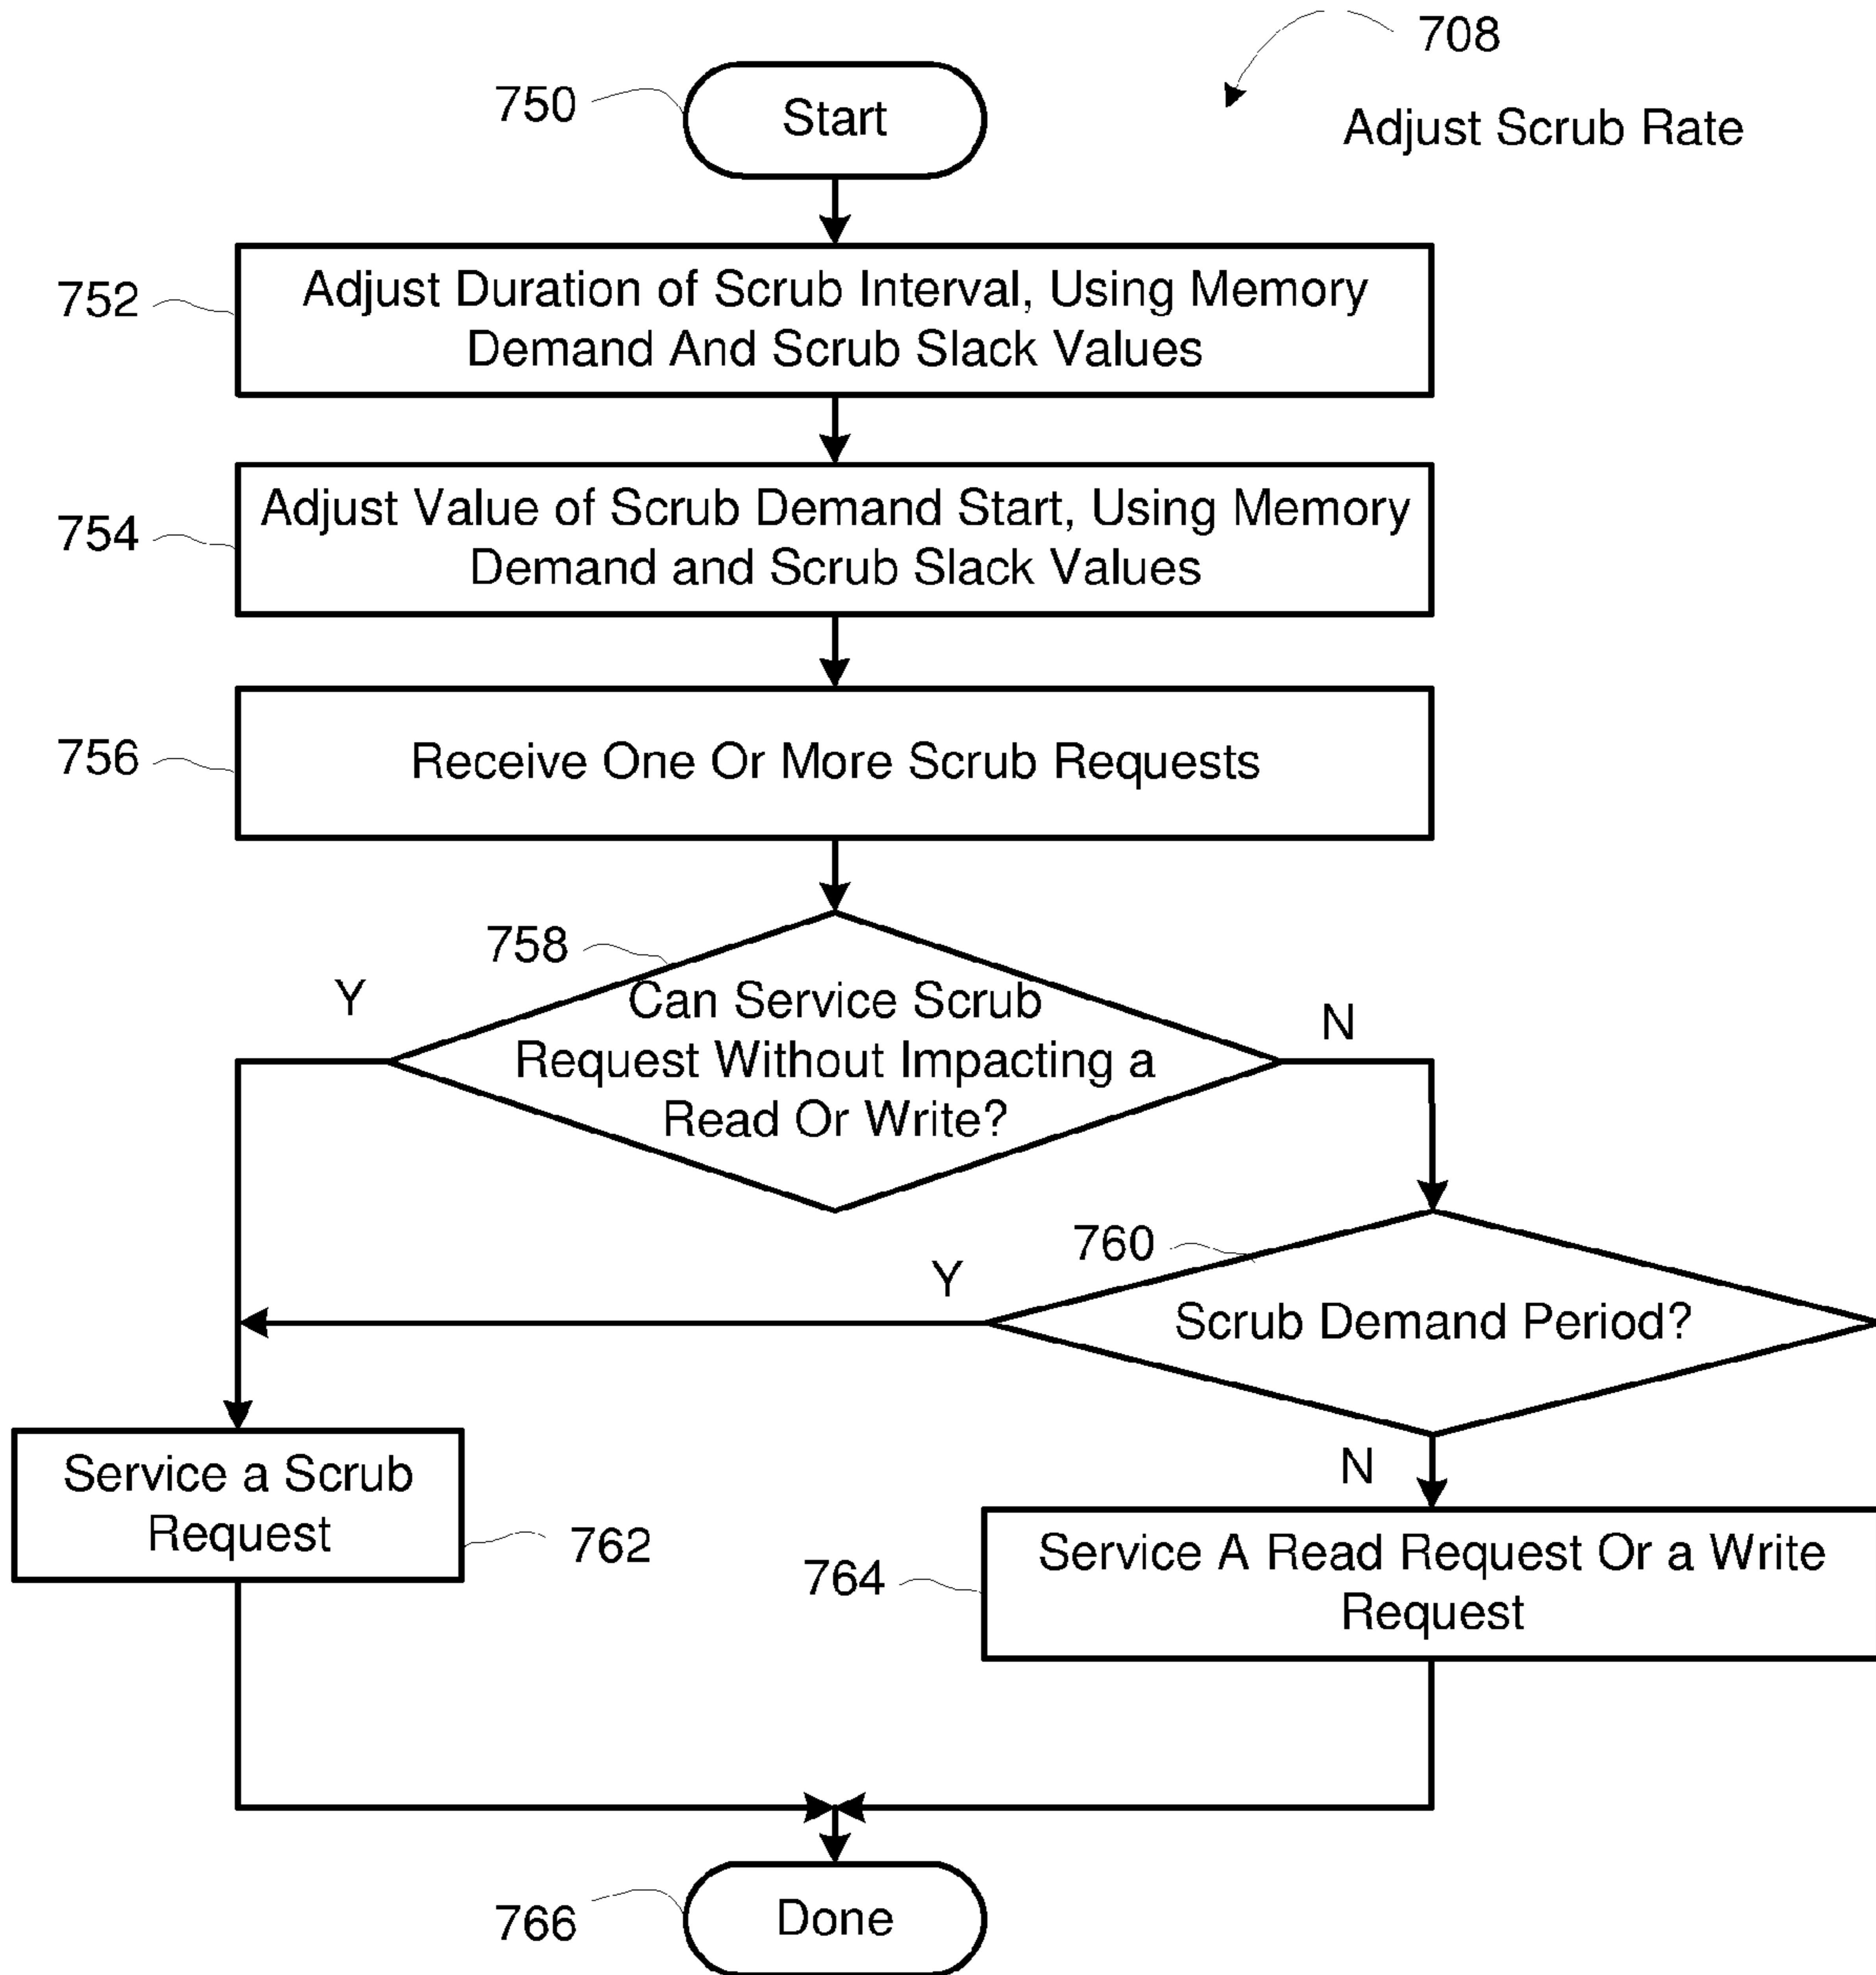 708
Adjust Scrub Rate
750
Start
752
Adjust Duration of Scrub Interval, Using Memory
Demand And Scrub Slack Values
754
Adjust Value of Scrub Demand Start, Using Memory
Demand and Scrub Slack Values
756
Receive One Or More Scrub Requests
758
Y
Can Service Scrub
Request Without Impacting a
Read Or Write?
N
760
Y
Scrub Demand Period?
N
Service a Scrub
Request
762
764
Service A Read Request Or a Write
Request
766
Done